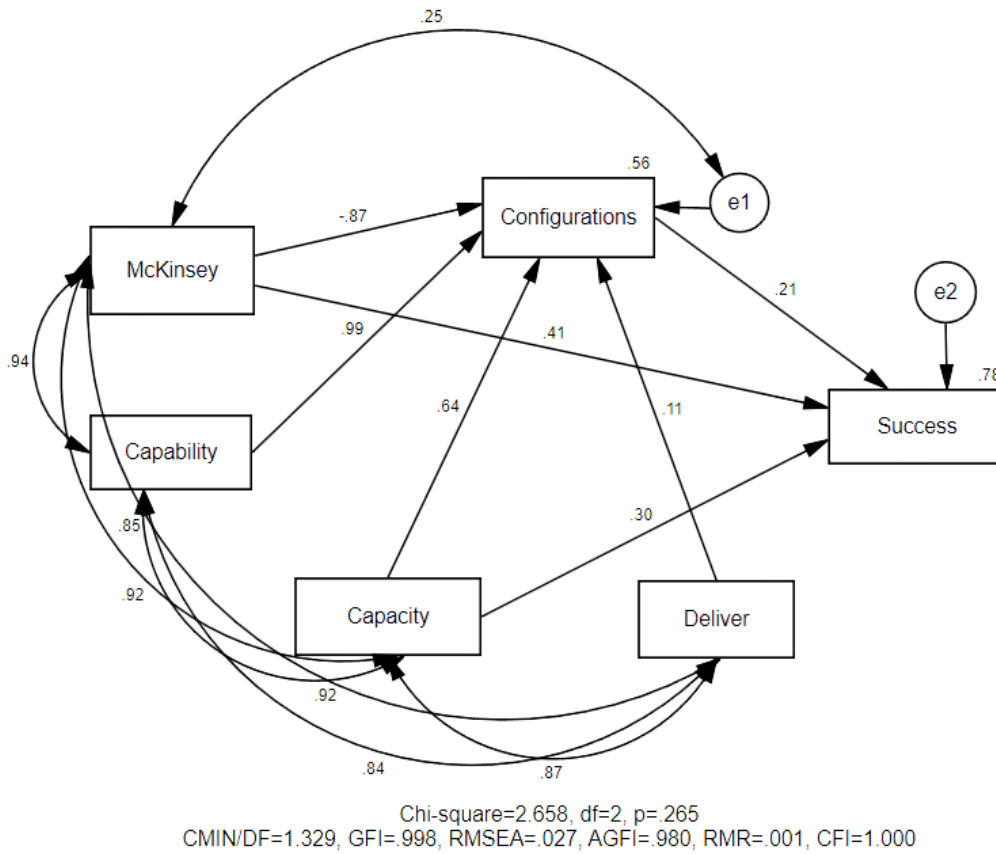 .25
.56
e1
Configurations
-.87
McKinsey
e2
.21
.99
.41
.94
.78
.64
.11
Success
Capability
.30
.85
.92
Capacity
Deliver
.92
.84
.87
Chi-square=2.658, df=2, p=.265
CMIN/DF=1.329, GFI=.998, RMSEA=.027, AGFI=.980, RMR=.001, CFI=1.000